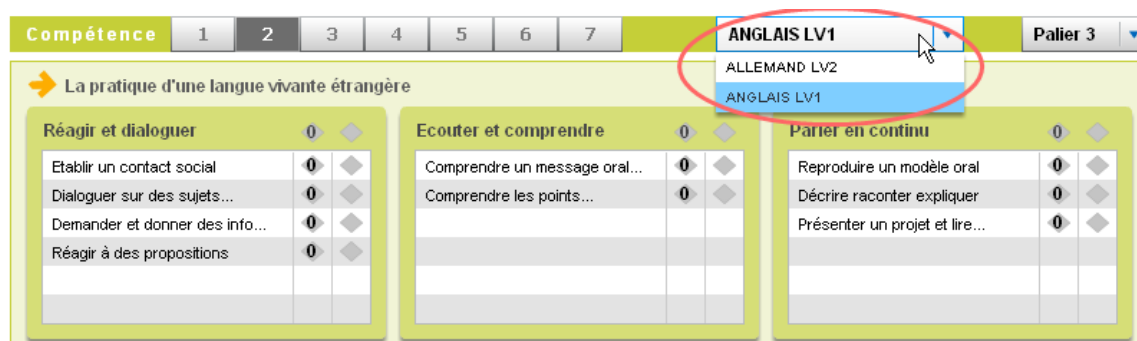 Compétence 1 2 3 4 5 6 7 ANGLAIS LV1 Palier 3
ALLEMAND LV2
ANGLAIS LV1
La pratique d'une langue vivante étrangère
Réagir et dialoguer 0
Etablir un contact social 0
Dialoguer sur des sujets... 0
Demander et donner des info... 0
Réagir à des propositions 0
Ecouter et comprendre 0
Comprendre un message oral... 0
Comprendre les points... 0
Parler en continu 0
Reproduire un modèle oral 0
Décrire raconter expliquer 0
Présenter un projet et lire... 0